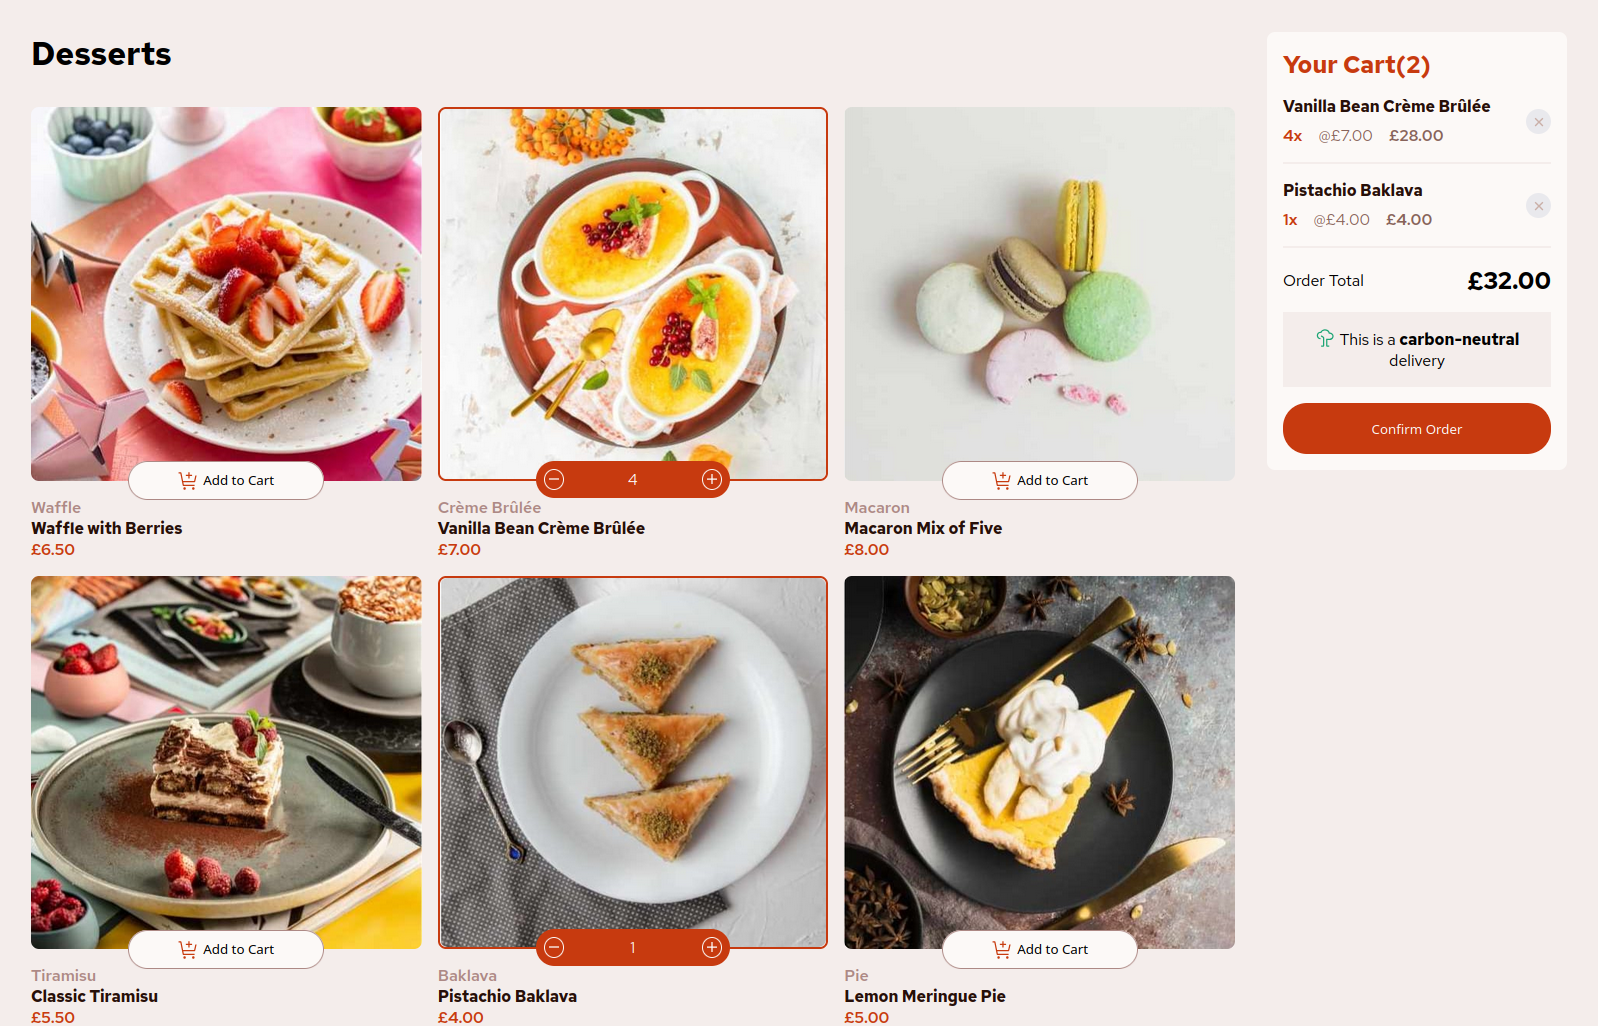 Desserts
Add to Cart
Waffle
Waffle with Berries
£6.50
4
Crème Brûlée
Vanilla Bean Crème Brûlée
£7.00
Add to Cart
Macaron
Macaron Mix of Five
£8.00
Add to Cart
Tiramisu
Classic Tiramisu
£5.50
1
Baklava
Pistachio Baklava
£4.00
Add to Cart
Pie
Lemon Meringue Pie
£5.00
Your Cart(2)
Vanilla Bean Crème Brûlée
4x @£7.00 £28.00
Pistachio Baklava
1x @£4.00 £4.00
Order Total £32.00
This is a carbon-neutral
delivery
Confirm Order